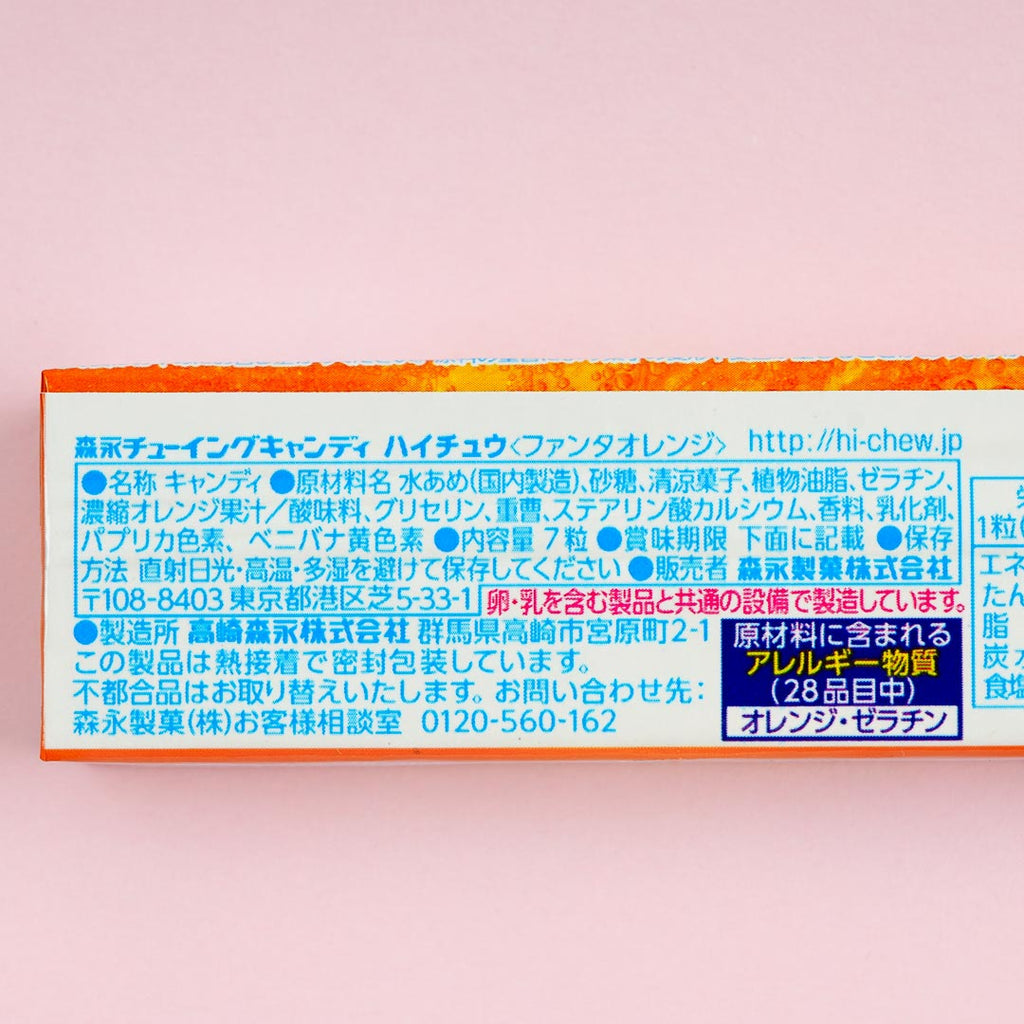 森永チューイングキャンディ ハイチュウ〈ファンタオレンジ〉 http://hi-chew.jp
●名称 キャンディ ●原材料名 水あめ(国内製造)、砂糖、清涼菓子、植物油脂、ゼラチン、
濃縮オレンジ果汁/酸味料、グリセリン、重曹、ステアリン酸カルシウム、香料、乳化剤、
パプリカ色素、ベニバナ黄色素 ●内容量 7粒 ●賞味期限 下面に記載 ●保存
方法 直射日光・高温・多湿を避けて保存してください ●販売者 森永製菓株式会社
〒108-8403 東京都港区芝5-33-1
卵・乳を含む製品と共通の設備で製造しています。
●製造所 高崎森永株式会社 群馬県高崎市宮原町2-1
この製品は熱接着で密封包装しています。
不都合品はお取り替えいたします。お問い合わせ先:
森永製菓(株)お客様相談室 0120-560-162
原材料に含まれる
アレルギー物質
(28品目中)
オレンジ・ゼラチン
1粒(
エネ
たん
脂
炭水
食塩